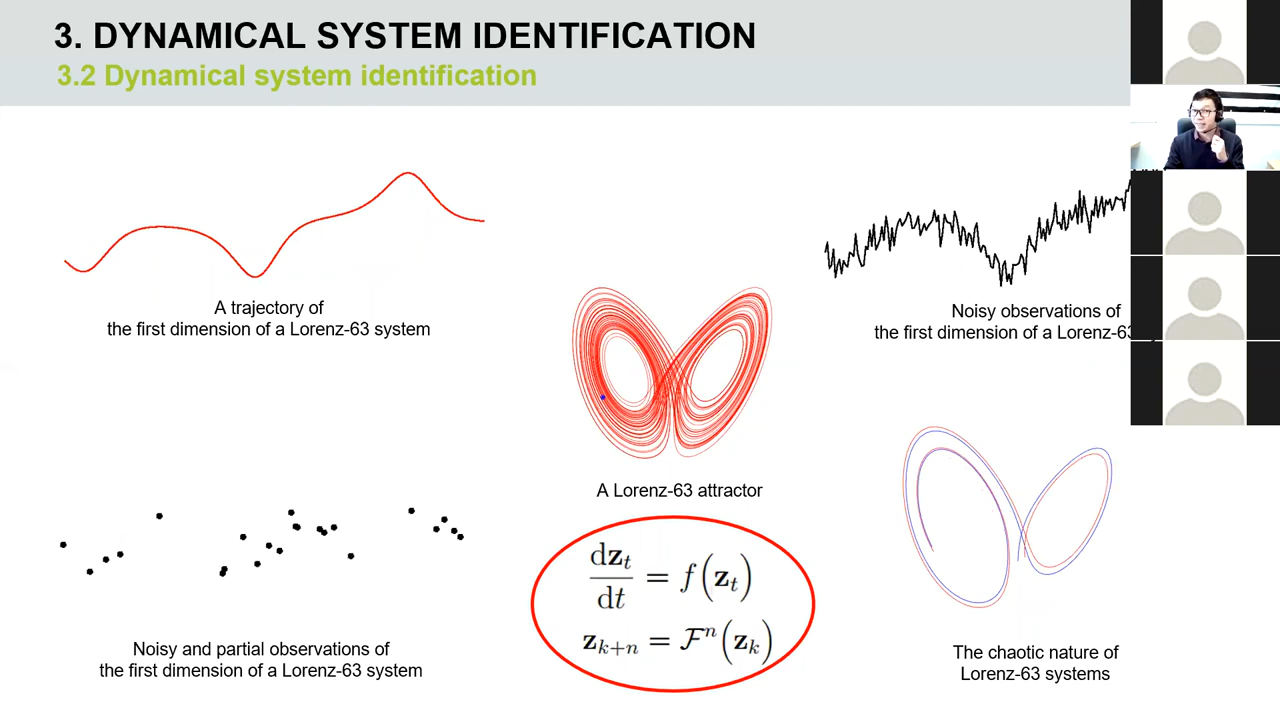 3. DYNAMICAL SYSTEM IDENTIFICATION
3.2 Dynamical system identification
A trajectory of
the first dimension of a Lorenz-63 system
Noisy observations of
the first dimension of a Lorenz-63
A Lorenz-63 attractor
dz_t/dt = f(z_t)
z_{k+n} = ℱ^n(z_k)
Noisy and partial observations of
the first dimension of a Lorenz-63 system
The chaotic nature of
Lorenz-63 systems